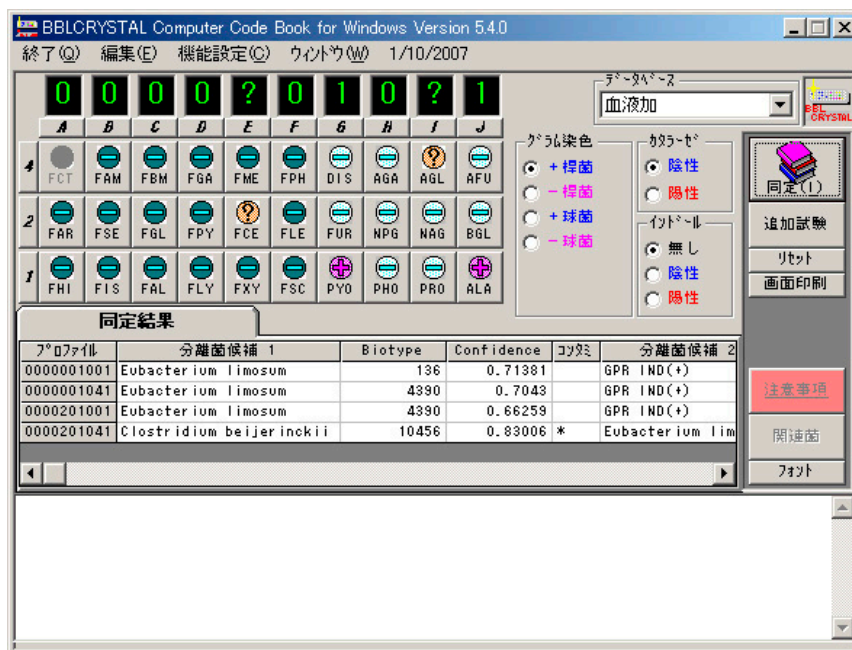 BBLCRYSTAL Computer Code Book for Windows Version 5.4.0
終了(Q) 編集(E) 機能設定(C) ウィンドウ(W) 1/10/2007
0 0 0 0 ? 0 1 0 ? 1
A B C D E F G H I J
4 FCT FAM FBM FGA FME FPH DIS AGA AGL AFU
2 FAR FSE FGL FPY FCE FLE FUR NPG NAG BGL
1 FHI FIS FAL FLY FXY FSC PYO PHO PRO ALA
データベース
血液加
BBL CRYSTAL
グラム染色
+桿菌
-桿菌
+球菌
-球菌
カタラーゼ
陰性
陽性
インドール
無し
陰性
陽性
同定(I)
追加試験
リセット
画面印刷
注意事項
関連菌
フォント
同定結果
プロファイル 分離菌候補 1 Biotype Confidence コンタミ 分離菌候補 2
0000001001 Eubacterium limosum 136 0.71381 GPR IND(+)
0000001041 Eubacterium limosum 4390 0.7043 GPR IND(+)
0000201001 Eubacterium limosum 4390 0.66259 GPR IND(+)
0000201041 Clostridium beijerinckii 10456 0.83006 * Eubacterium lim